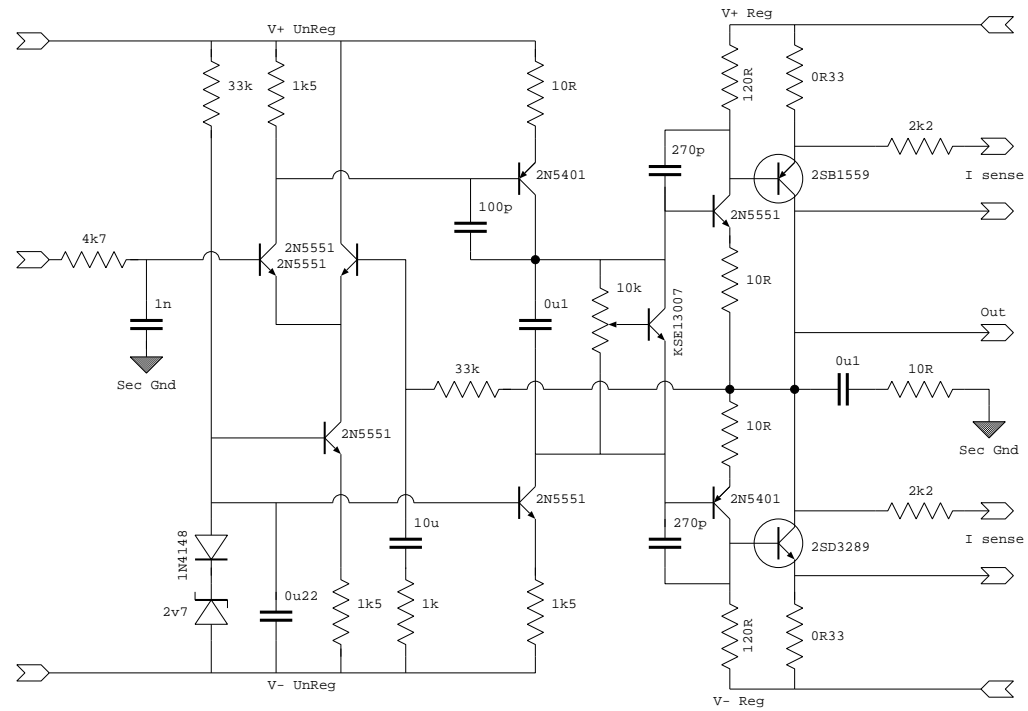 V+ Reg
V+ UnReg
33k
1k5
10R
120R
0R33
2k2
I sense
270p
2N5401
2SB1559
100p
2N5551
4k7
2N5551
2N5551
1n
Sec Gnd
0u1
10k
KSE13007
10R
Out
33k
0u1
10R
10R
Sec Gnd
2N5551
2N5551
2N5401
2k2
I sense
10u
270p
2SD3289
1N4148
2v7
0u22
1k5
1k
1k5
120R
0R33
V- UnReg
V- Reg